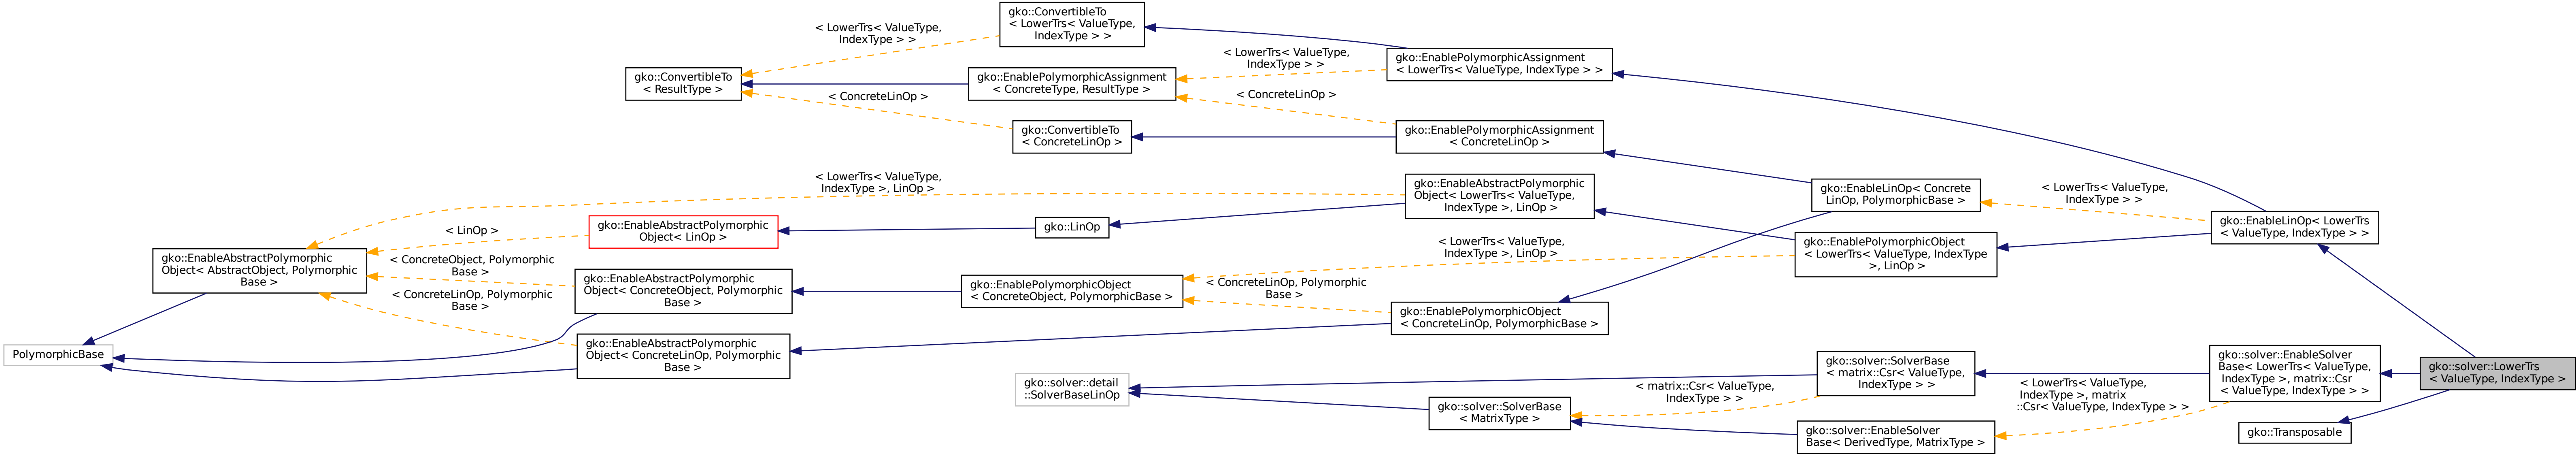 gko::ConvertibleTo
< LowerTrs< ValueType,
IndexType > >
< LowerTrs< ValueType,
IndexType > >
gko::ConvertibleTo
< ResultType >
gko::EnablePolymorphicAssignment
< ConcreteType, ResultType >
< LowerTrs< ValueType,
IndexType > >
gko::EnablePolymorphicAssignment
< LowerTrs< ValueType, IndexType > >
< ConcreteLinOp >
< ConcreteLinOp >
gko::ConvertibleTo
< ConcreteLinOp >
gko::EnablePolymorphicAssignment
< ConcreteLinOp >
< LowerTrs< ValueType,
IndexType >, LinOp >
gko::EnableAbstractPolymorphic
Object< LowerTrs< ValueType,
IndexType >, LinOp >
gko::EnableLinOp< Concrete
LinOp, PolymorphicBase >
< LowerTrs< ValueType,
IndexType > >
gko::EnableLinOp< LowerTrs
< ValueType, IndexType > >
gko::EnableAbstractPolymorphic
Object< LinOp >
gko::LinOp
< LinOp >
gko::EnableAbstractPolymorphic
Object< AbstractObject, Polymorphic
Base >
< ConcreteObject, Polymorphic
Base >
< ConcreteLinOp, Polymorphic
Base >
gko::EnableAbstractPolymorphic
Object< ConcreteObject, Polymorphic
Base >
gko::EnablePolymorphicObject
< ConcreteObject, PolymorphicBase >
< LowerTrs< ValueType,
IndexType >, LinOp >
< ConcreteLinOp, Polymorphic
Base >
gko::EnablePolymorphicObject
< LowerTrs< ValueType, IndexType
>, LinOp >
gko::EnablePolymorphicObject
< ConcreteLinOp, PolymorphicBase >
PolymorphicBase
gko::EnableAbstractPolymorphic
Object< ConcreteLinOp, Polymorphic
Base >
gko::solver::detail
::SolverBaseLinOp
gko::solver::SolverBase
< MatrixType >
< matrix::Csr< ValueType,
IndexType > >
gko::solver::SolverBase
< matrix::Csr< ValueType,
IndexType > >
gko::solver::EnableSolver
Base< DerivedType, MatrixType >
< LowerTrs< ValueType,
IndexType >, matrix
::Csr< ValueType, IndexType > >
gko::solver::EnableSolver
Base< LowerTrs< ValueType,
IndexType >, matrix::Csr
< ValueType, IndexType > >
gko::Transposable
gko::solver::LowerTrs
< ValueType, IndexType >